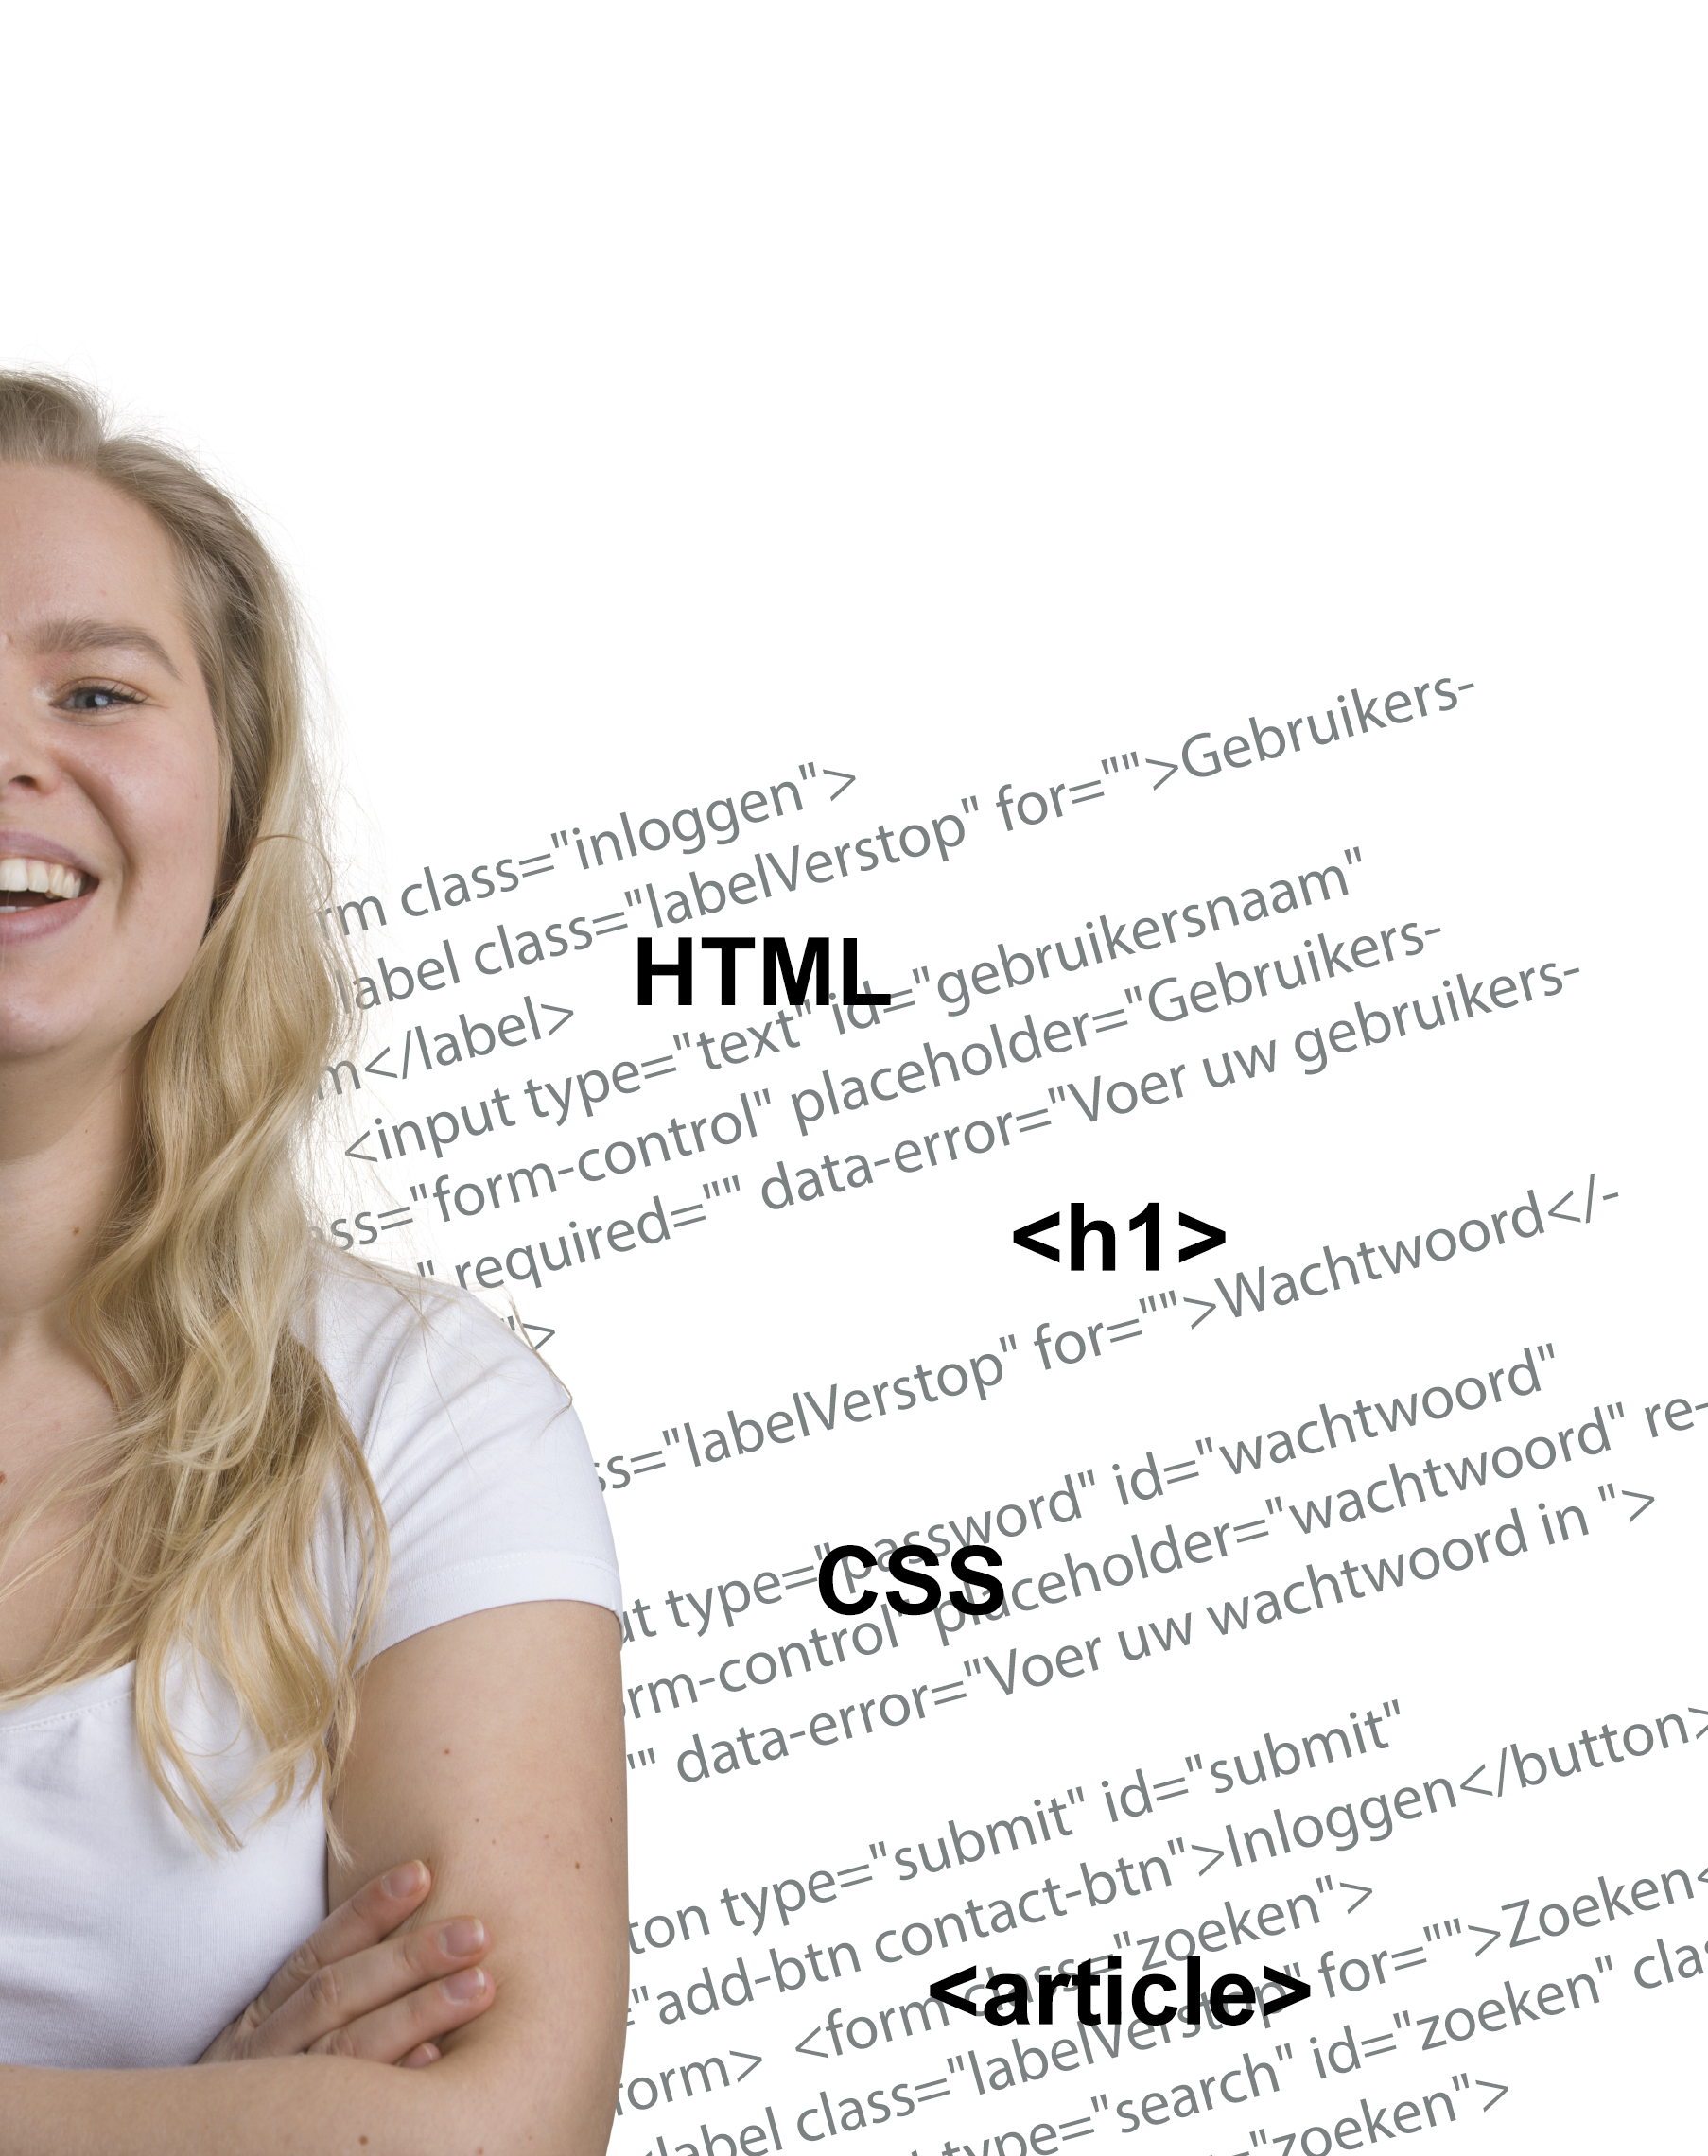 rm class="inloggen">
label class="labelVerstop" for="">Gebruikers-
m</label>
HTML
<input type="text" id="gebruikersnaam"
ss="form-control" placeholder="Gebruikers-
" required="" data-error="Voer uw gebruikers-
">
<h1>
ss="labelVerstop" for="">Wachtwoord</-
ut type="password" id="wachtwoord"
CSS
rm-control" placeholder="wachtwoord" re-
"" data-error="Voer uw wachtwoord in ">
ton type="submit" id="submit"
="add-btn contact-btn">Inloggen</button>
form> <form class="zoeken">
<article>
label class="labelVerstop" for="">Zoeken<
type="search" id="zoeken" clas
="zoeken">